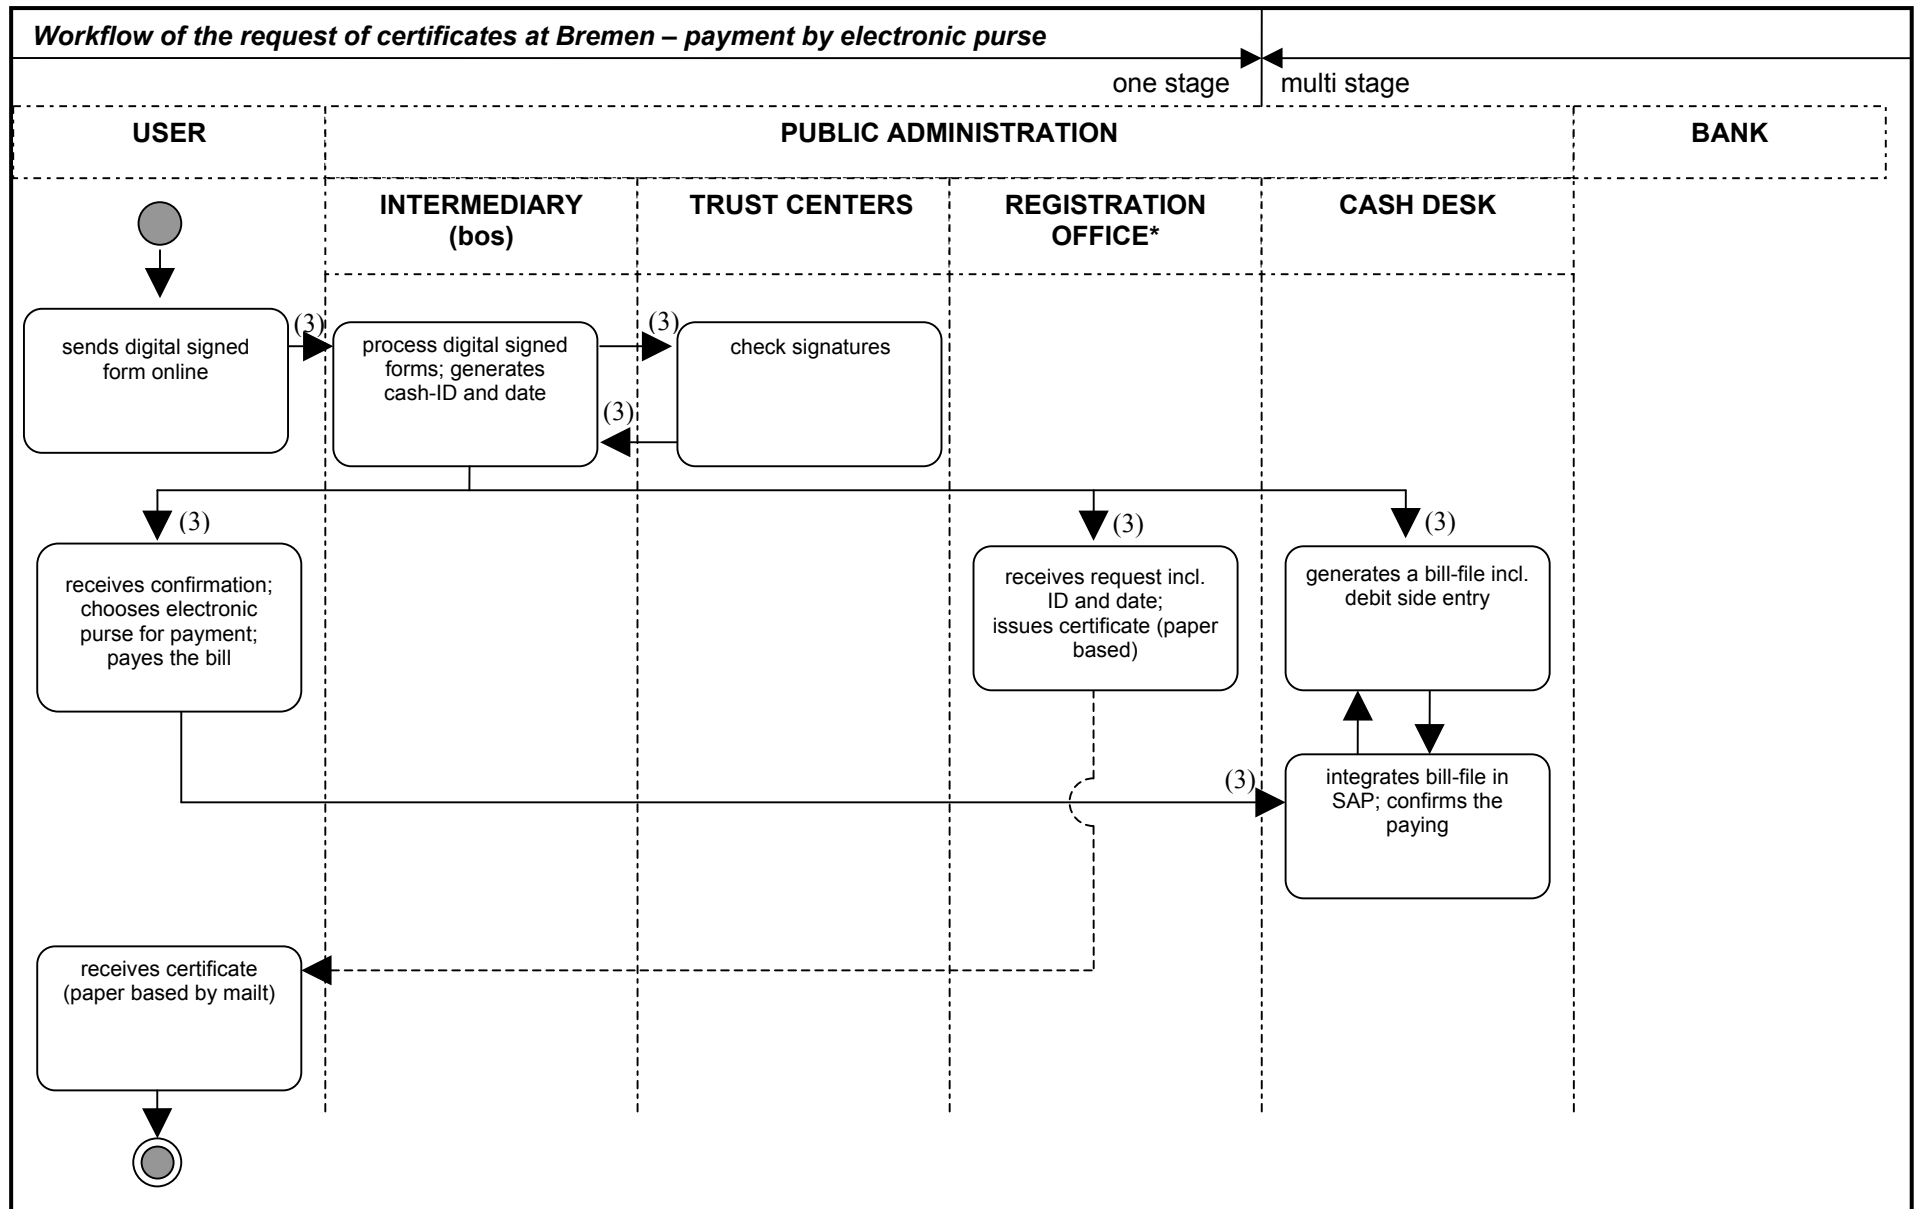 Workflow of the request of certificates at Bremen – payment by electronic purse
one stage
multi stage
USER
PUBLIC ADMINISTRATION
BANK
INTERMEDIARY
(bos)
TRUST CENTERS
REGISTRATION
OFFICE*
CASH DESK
sends digital signed
form online
(3)
process digital signed
forms; generates
cash-ID and date
(3)
check signatures
(3)
(3)
(3)
(3)
receives confirmation;
chooses electronic
purse for payment;
payes the bill
receives request incl.
ID and date;
issues certificate (paper
based)
generates a bill-file incl.
debit side entry
(3)
integrates bill-file in
SAP; confirms the
paying
receives certificate
(paper based by mailt)